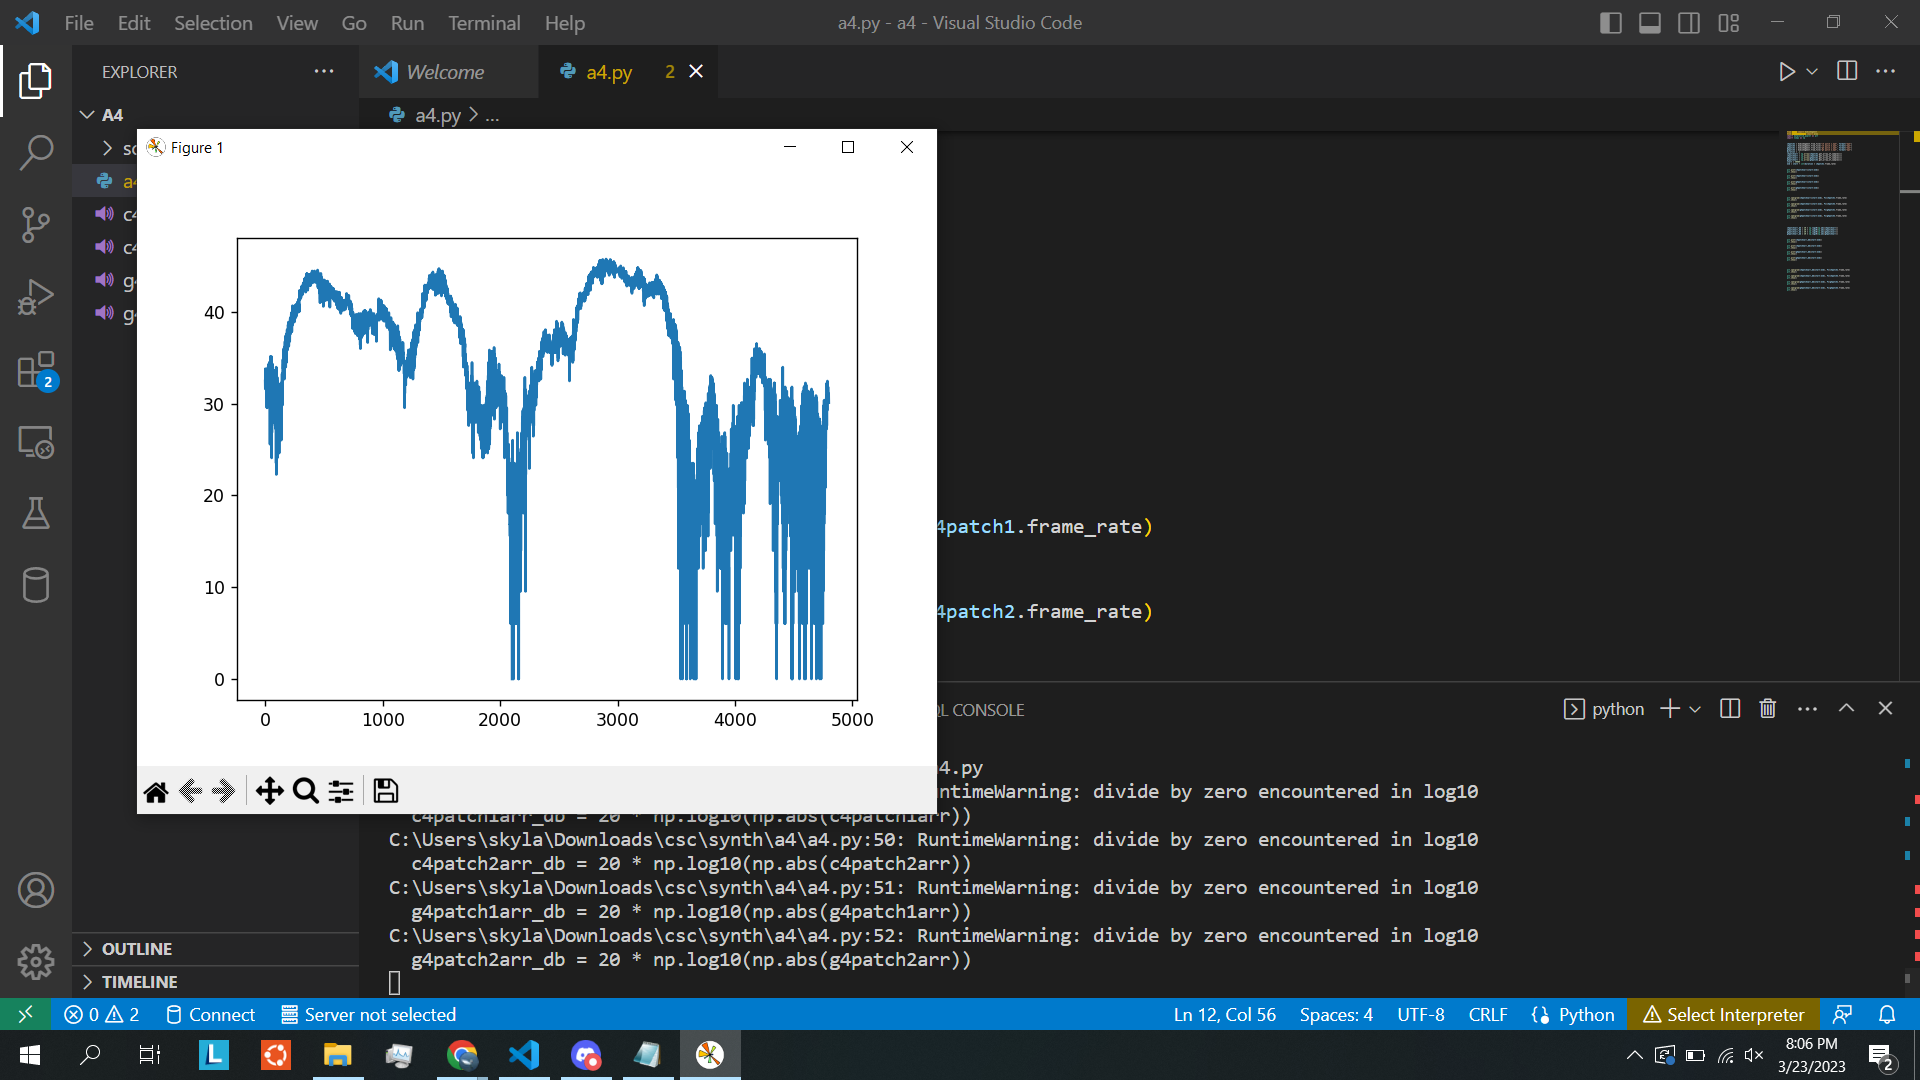 File Edit Selection View Go Run Terminal Help
a4.py - a4 - Visual Studio Code
EXPLORER
Welcome
a4.py 2
A4
a4.py > ...
Figure 1
40
30
20
10
0
0 1000 2000 3000 4000 5000
4patch1.frame_rate)
4patch2.frame_rate)
QL CONSOLE
python
4.py
untimeWarning: divide by zero encountered in log10
c4patch1arr_db = 20 * np.log10(np.abs(c4patch1arr))
C:\Users\skyla\Downloads\csc\synth\a4\a4.py:50: RuntimeWarning: divide by zero encountered in log10
c4patch2arr_db = 20 * np.log10(np.abs(c4patch2arr))
C:\Users\skyla\Downloads\csc\synth\a4\a4.py:51: RuntimeWarning: divide by zero encountered in log10
g4patch1arr_db = 20 * np.log10(np.abs(g4patch1arr))
C:\Users\skyla\Downloads\csc\synth\a4\a4.py:52: RuntimeWarning: divide by zero encountered in log10
g4patch2arr_db = 20 * np.log10(np.abs(g4patch2arr))
2
OUTLINE
TIMELINE
0 2 Connect Server not selected
Ln 12, Col 56 Spaces: 4 UTF-8 CRLF Python Select Interpreter
L
8:06 PM
3/23/2023
2